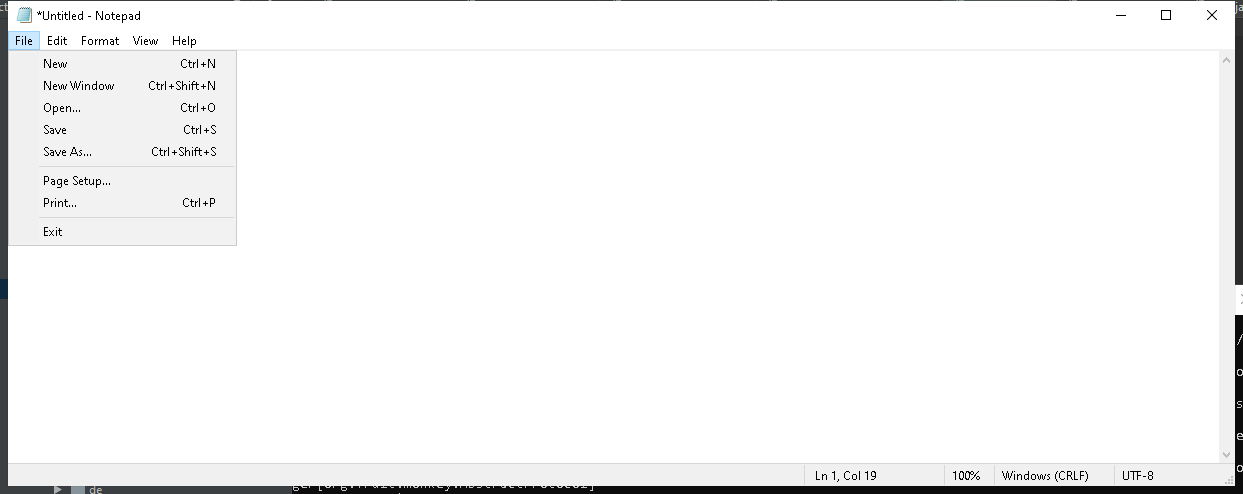 *Untitled - Notepad
File Edit Format View Help
New Ctrl+N
New Window Ctrl+Shift+N
Open... Ctrl+O
Save Ctrl+S
Save As... Ctrl+Shift+S
Page Setup...
Print... Ctrl+P
Exit
Ln 1, Col 19 100% Windows (CRLF) UTF-8
de